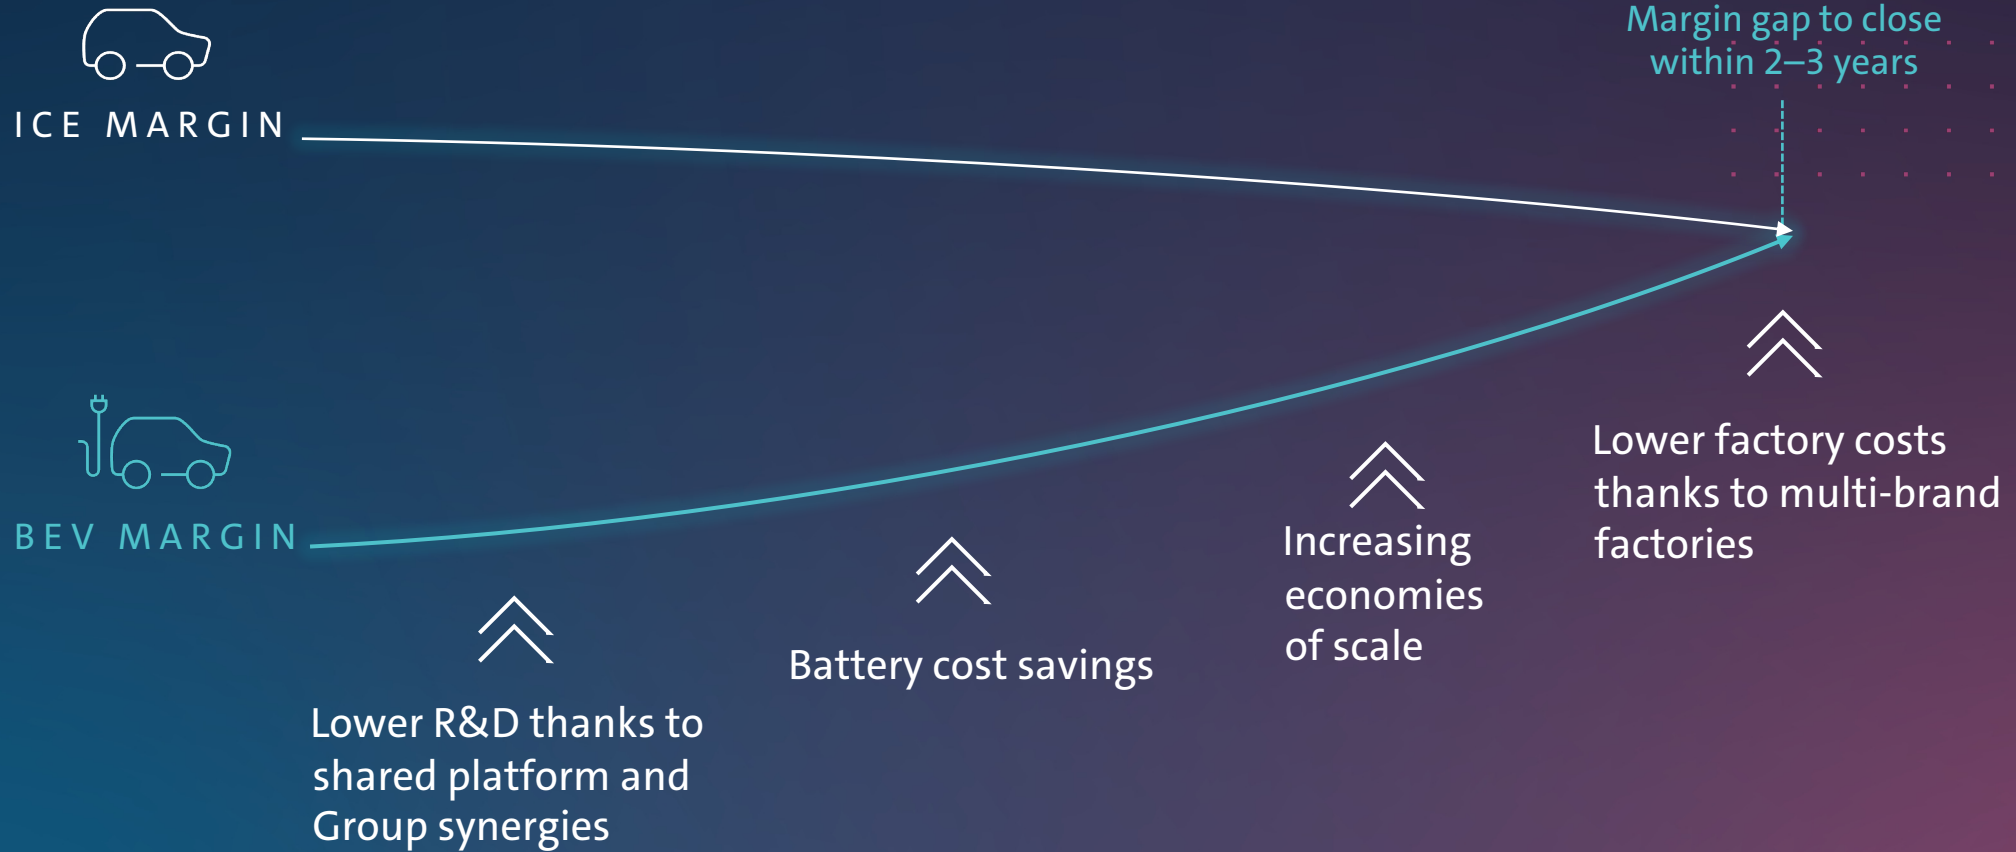 Margin gap to close
within 2–3 years
ICE MARGIN
BEV MARGIN
Lower R&D thanks to
shared platform and
Group synergies
Battery cost savings
Increasing
economies
of scale
Lower factory costs
thanks to multi-brand
factories